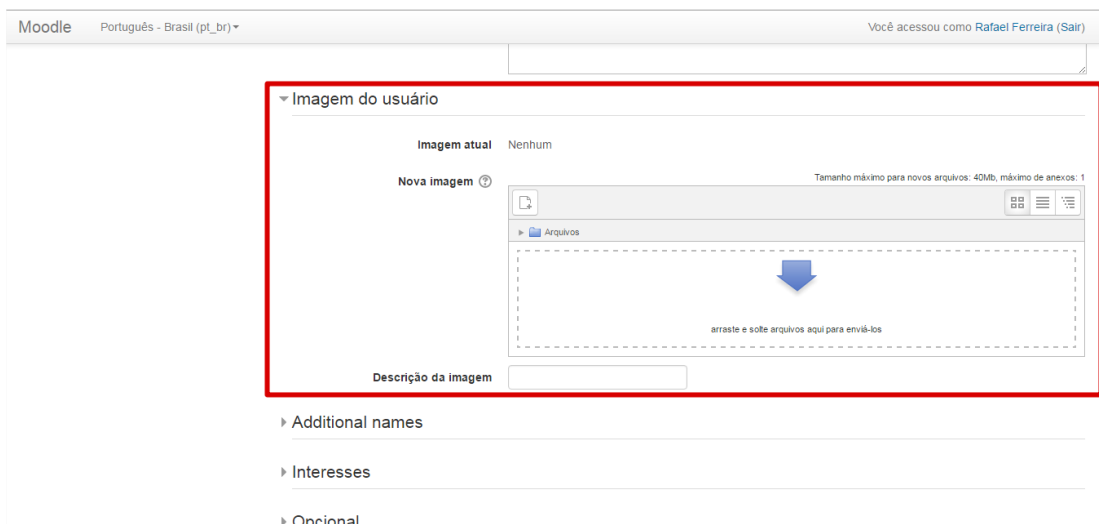 Moodle Português - Brasil (pt_br) Você acessou como Rafael Ferreira (Sair)
Imagem do usuário
Imagem atual Nenhum
Nova imagem Tamanho máximo para novos arquivos: 40Mb, máximo de anexos: 1
Arquivos
arraste e solte arquivos aqui para enviá-los
Descrição da imagem
Additional names
Interesses
Opcional